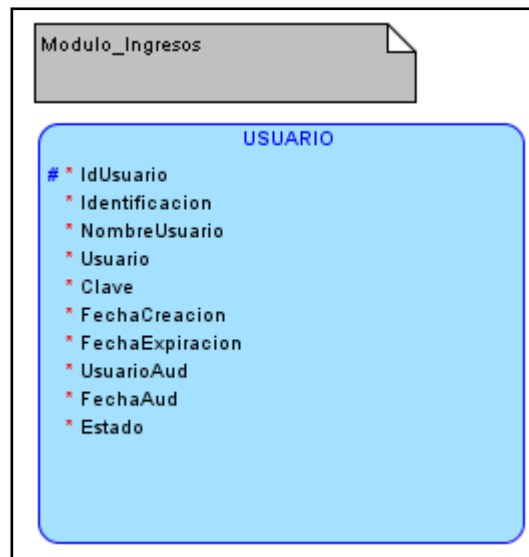 Modulo_Ingresos
USUARIO
# * IdUsuario
* Identificacion
* NombreUsuario
* Usuario
* Clave
* FechaCreacion
* FechaExpiracion
* UsuarioAud
* FechaAud
* Estado